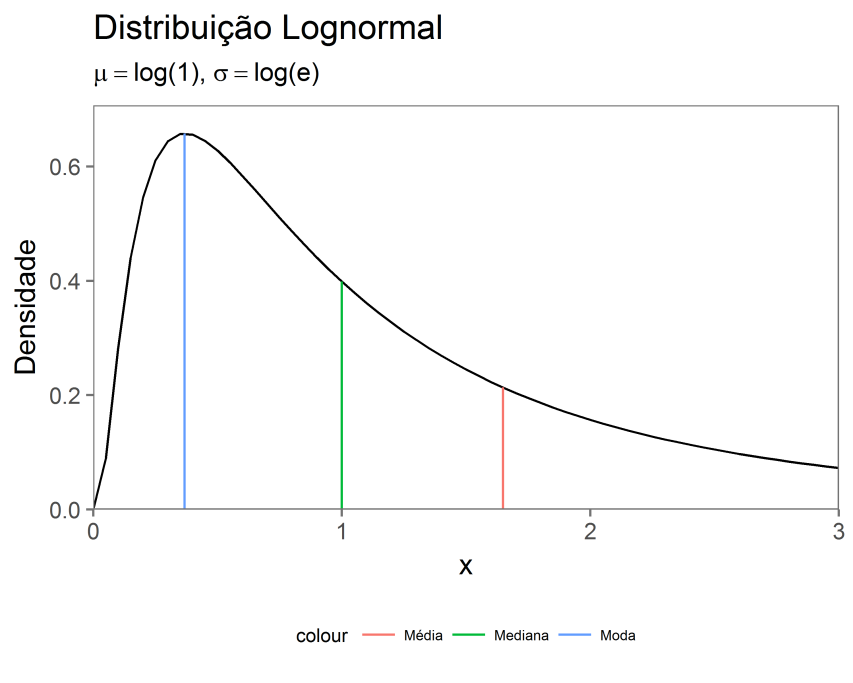 Distribuição Lognormal
μ = log(1), σ = log(e)
Densidade
0.6
0.4
0.2
0.0
0 1 2 3
x
colour Média Mediana Moda